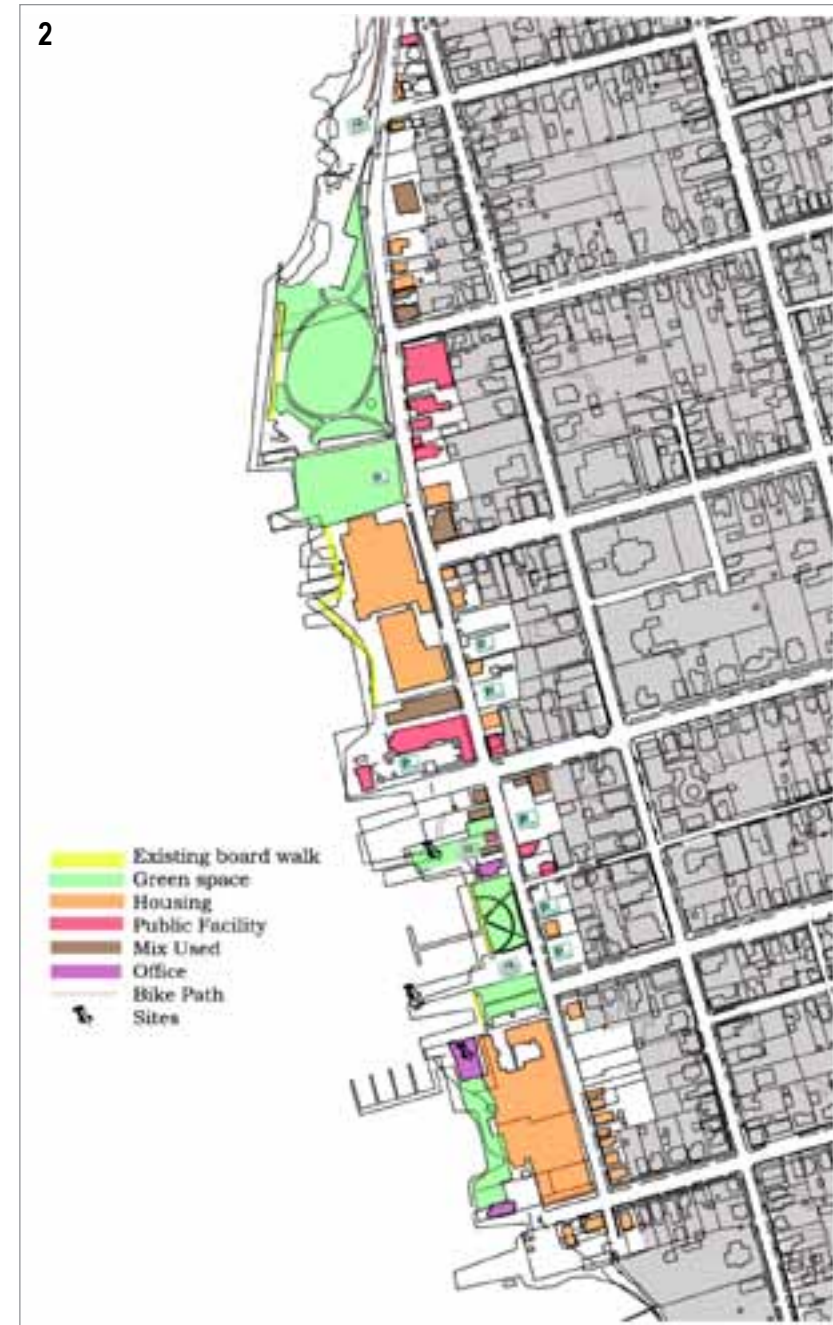 2
Existing board walk
Green space
Housing
Public Facility
Mix Used
Office
Bike Path
Sites